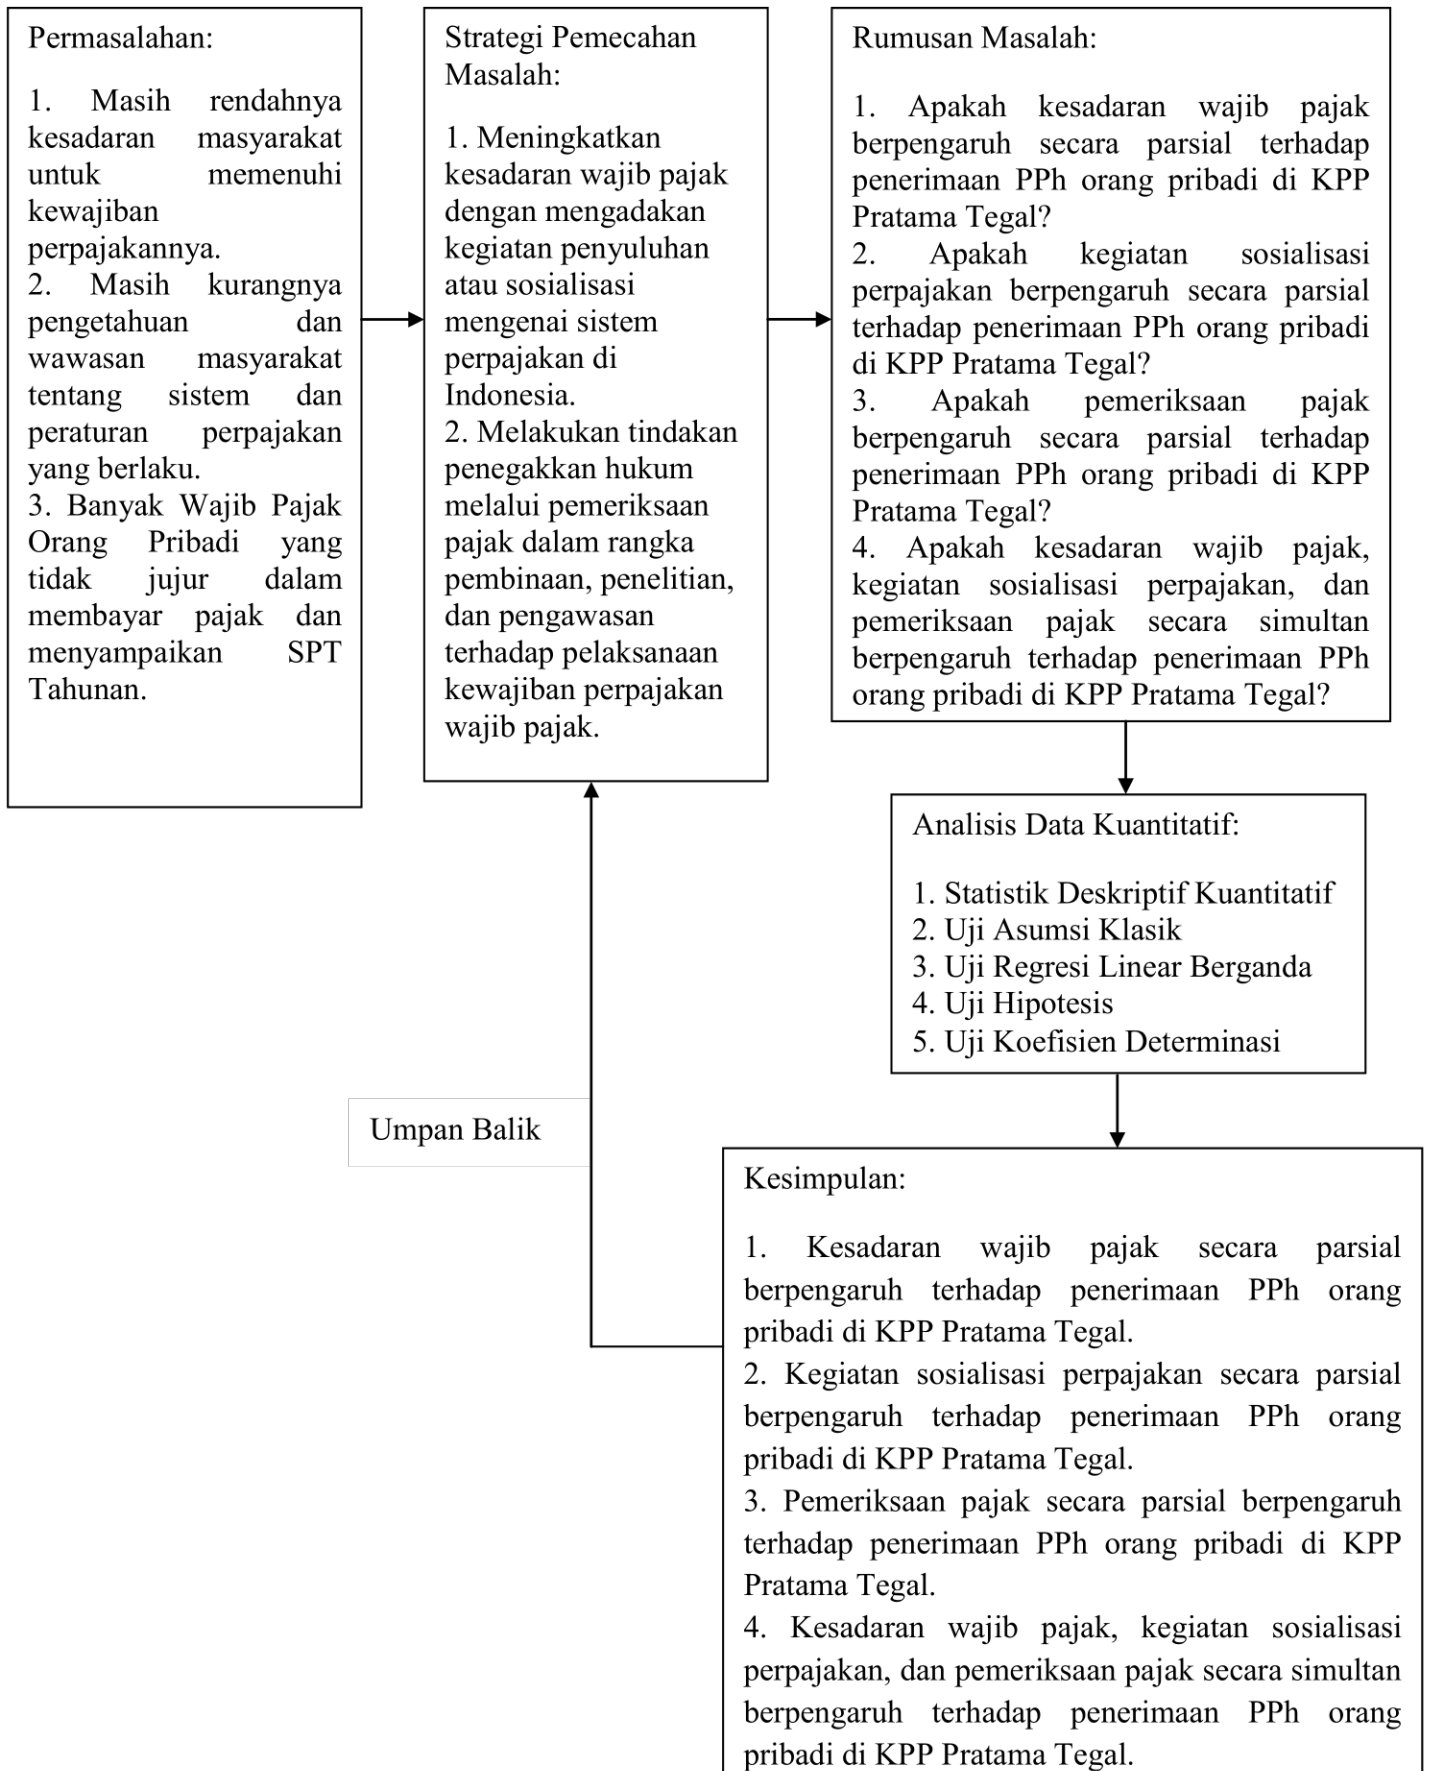 Permasalahan:
1. Masih rendahnya
kesadaran masyarakat
untuk memenuhi
kewajiban
perpajakannya.
2. Masih kurangnya
pengetahuan dan
wawasan masyarakat
tentang sistem dan
peraturan perpajakan
yang berlaku.
3. Banyak Wajib Pajak
Orang Pribadi yang
tidak jujur dalam
membayar pajak dan
menyampaikan SPT
Tahunan.
Strategi Pemecahan
Masalah:
1. Meningkatkan
kesadaran wajib pajak
dengan mengadakan
kegiatan penyuluhan
atau sosialisasi
mengenai sistem
perpajakan di
Indonesia.
2. Melakukan tindakan
penegakkan hukum
melalui pemeriksaan
pajak dalam rangka
pembinaan, penelitian,
dan pengawasan
terhadap pelaksanaan
kewajiban perpajakan
wajib pajak.
Rumusan Masalah:
1. Apakah kesadaran wajib pajak
berpengaruh secara parsial terhadap
penerimaan PPh orang pribadi di KPP
Pratama Tegal?
2. Apakah kegiatan sosialisasi
perpajakan berpengaruh secara parsial
terhadap penerimaan PPh orang pribadi
di KPP Pratama Tegal?
3. Apakah pemeriksaan pajak
berpengaruh secara parsial terhadap
penerimaan PPh orang pribadi di KPP
Pratama Tegal?
4. Apakah kesadaran wajib pajak,
kegiatan sosialisasi perpajakan, dan
pemeriksaan pajak secara simultan
berpengaruh terhadap penerimaan PPh
orang pribadi di KPP Pratama Tegal?
Analisis Data Kuantitatif:
1. Statistik Deskriptif Kuantitatif
2. Uji Asumsi Klasik
3. Uji Regresi Linear Berganda
4. Uji Hipotesis
5. Uji Koefisien Determinasi
Umpan Balik
Kesimpulan:
1. Kesadaran wajib pajak secara parsial
berpengaruh terhadap penerimaan PPh orang
pribadi di KPP Pratama Tegal.
2. Kegiatan sosialisasi perpajakan secara parsial
berpengaruh terhadap penerimaan PPh orang
pribadi di KPP Pratama Tegal.
3. Pemeriksaan pajak secara parsial berpengaruh
terhadap penerimaan PPh orang pribadi di KPP
Pratama Tegal.
4. Kesadaran wajib pajak, kegiatan sosialisasi
perpajakan, dan pemeriksaan pajak secara simultan
berpengaruh terhadap penerimaan PPh orang
pribadi di KPP Pratama Tegal.